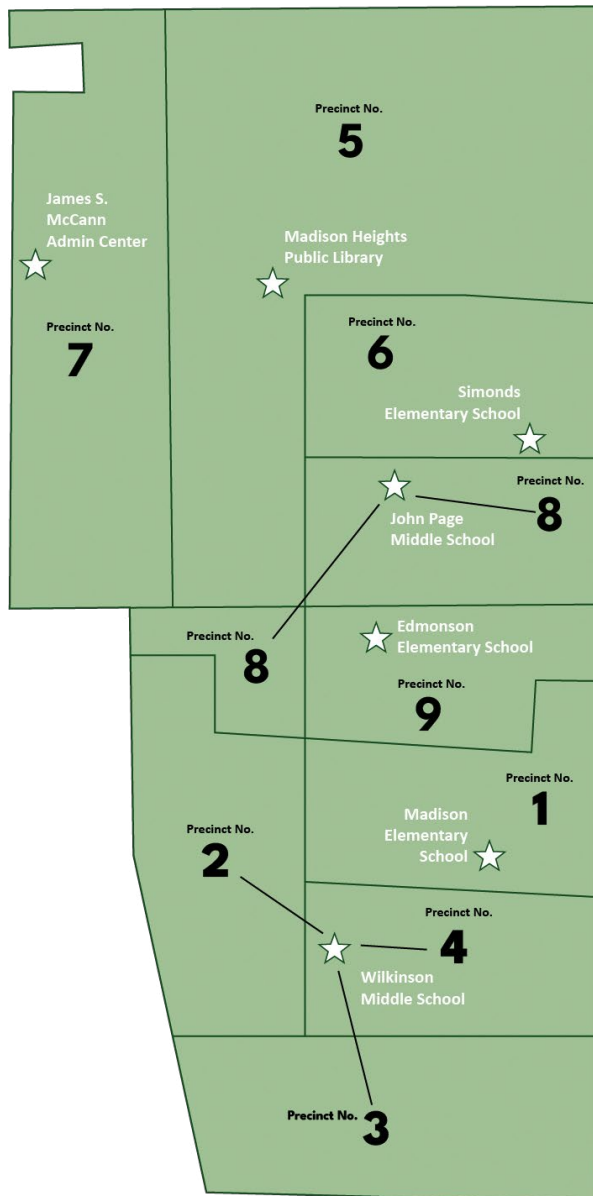 Precinct No.
5
James S.
McCann
Admin Center
Madison Heights
Public Library
Precinct No.
7
Precinct No.
6
Simonds
Elementary School
Precinct No.
8
John Page
Middle School
Edmonson
Elementary School
Precinct No.
8
Precinct No.
9
Precinct No.
1
Madison
Elementary
School
Precinct No.
2
Precinct No.
4
Wilkinson
Middle School
Precinct No. 3